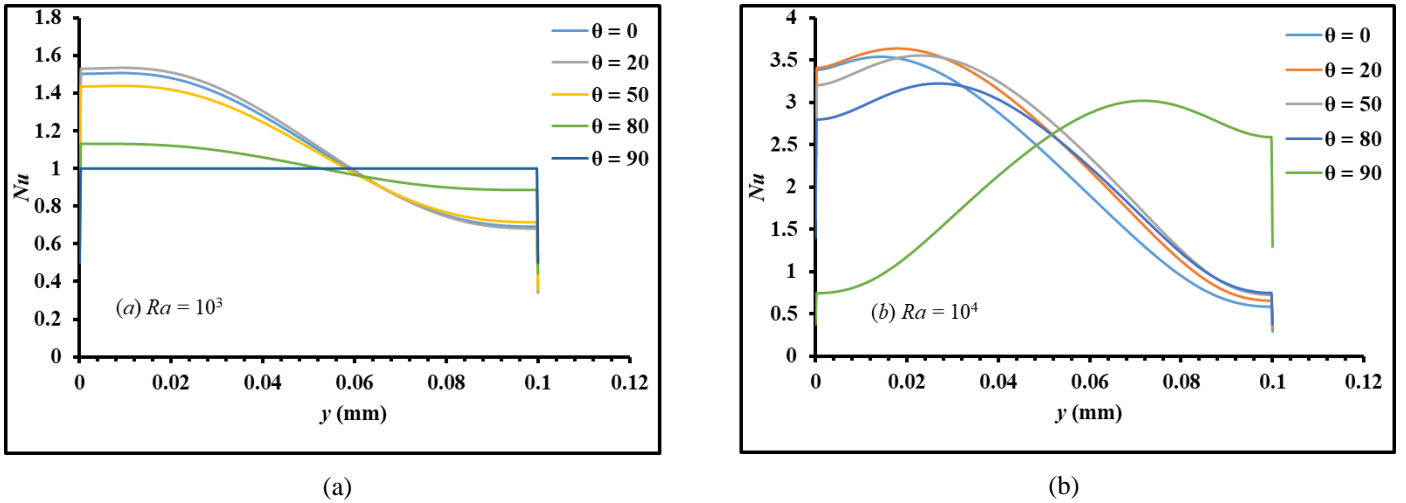 1.8
1.6
1.4
1.2
1
0.8
0.6
0.4
0.2
0
Nu
0 0.02 0.04 0.06 0.08 0.1 0.12
y (mm)
θ = 0
θ = 20
θ = 50
θ = 80
θ = 90
(a) Ra = 10³
(a)
4
3.5
3
2.5
2
1.5
1
0.5
0
Nu
0 0.02 0.04 0.06 0.08 0.1 0.12
y (mm)
θ = 0
θ = 20
θ = 50
θ = 80
θ = 90
(b) Ra = 10⁴
(b)